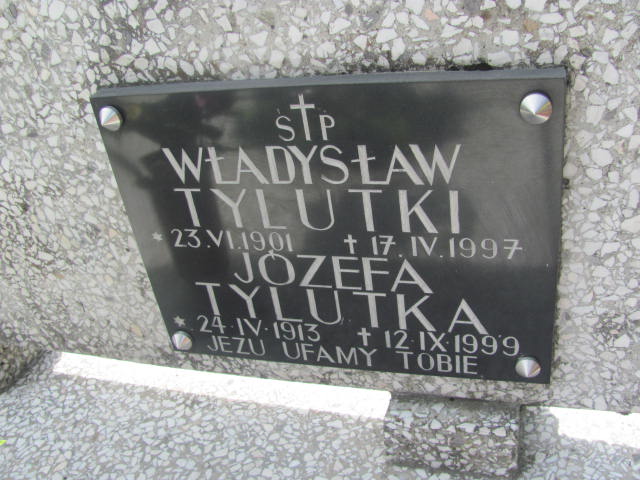 Ś†P
WŁADYSŁAW
TYLUTKI
* 23.VI.1901 † 17.IV.1997
JÓZEFA
TYLUTKA
* 24.IV.1913 † 12.IX.1999
JEZU UFAMY TOBIE